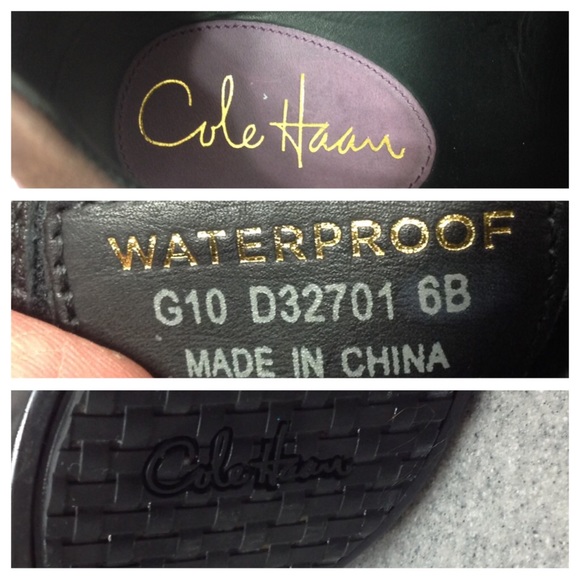 Cole Haan
WATERPROOF
G10 D32701 6B
MADE IN CHINA
Cole Haan